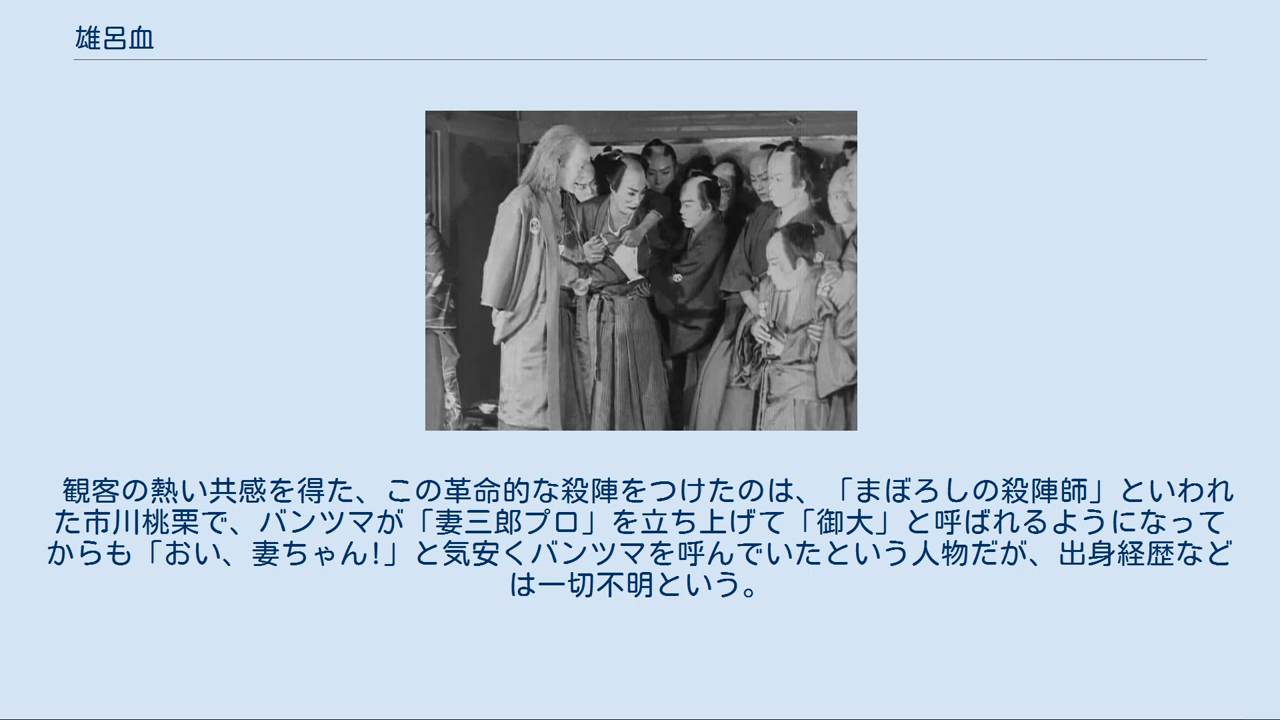 雄呂血
観客の熱い共感を得た、この革命的な殺陣をつけたのは、「まぼろしの殺陣師」といわれ
た市川桃栗で、バンツマが「妻三郎プロ」を立ち上げて「御大」と呼ばれるようになって
からも「おい、妻ちゃん!」と気安くバンツマを呼んでいたという人物だが、出身経歴など
は一切不明という。